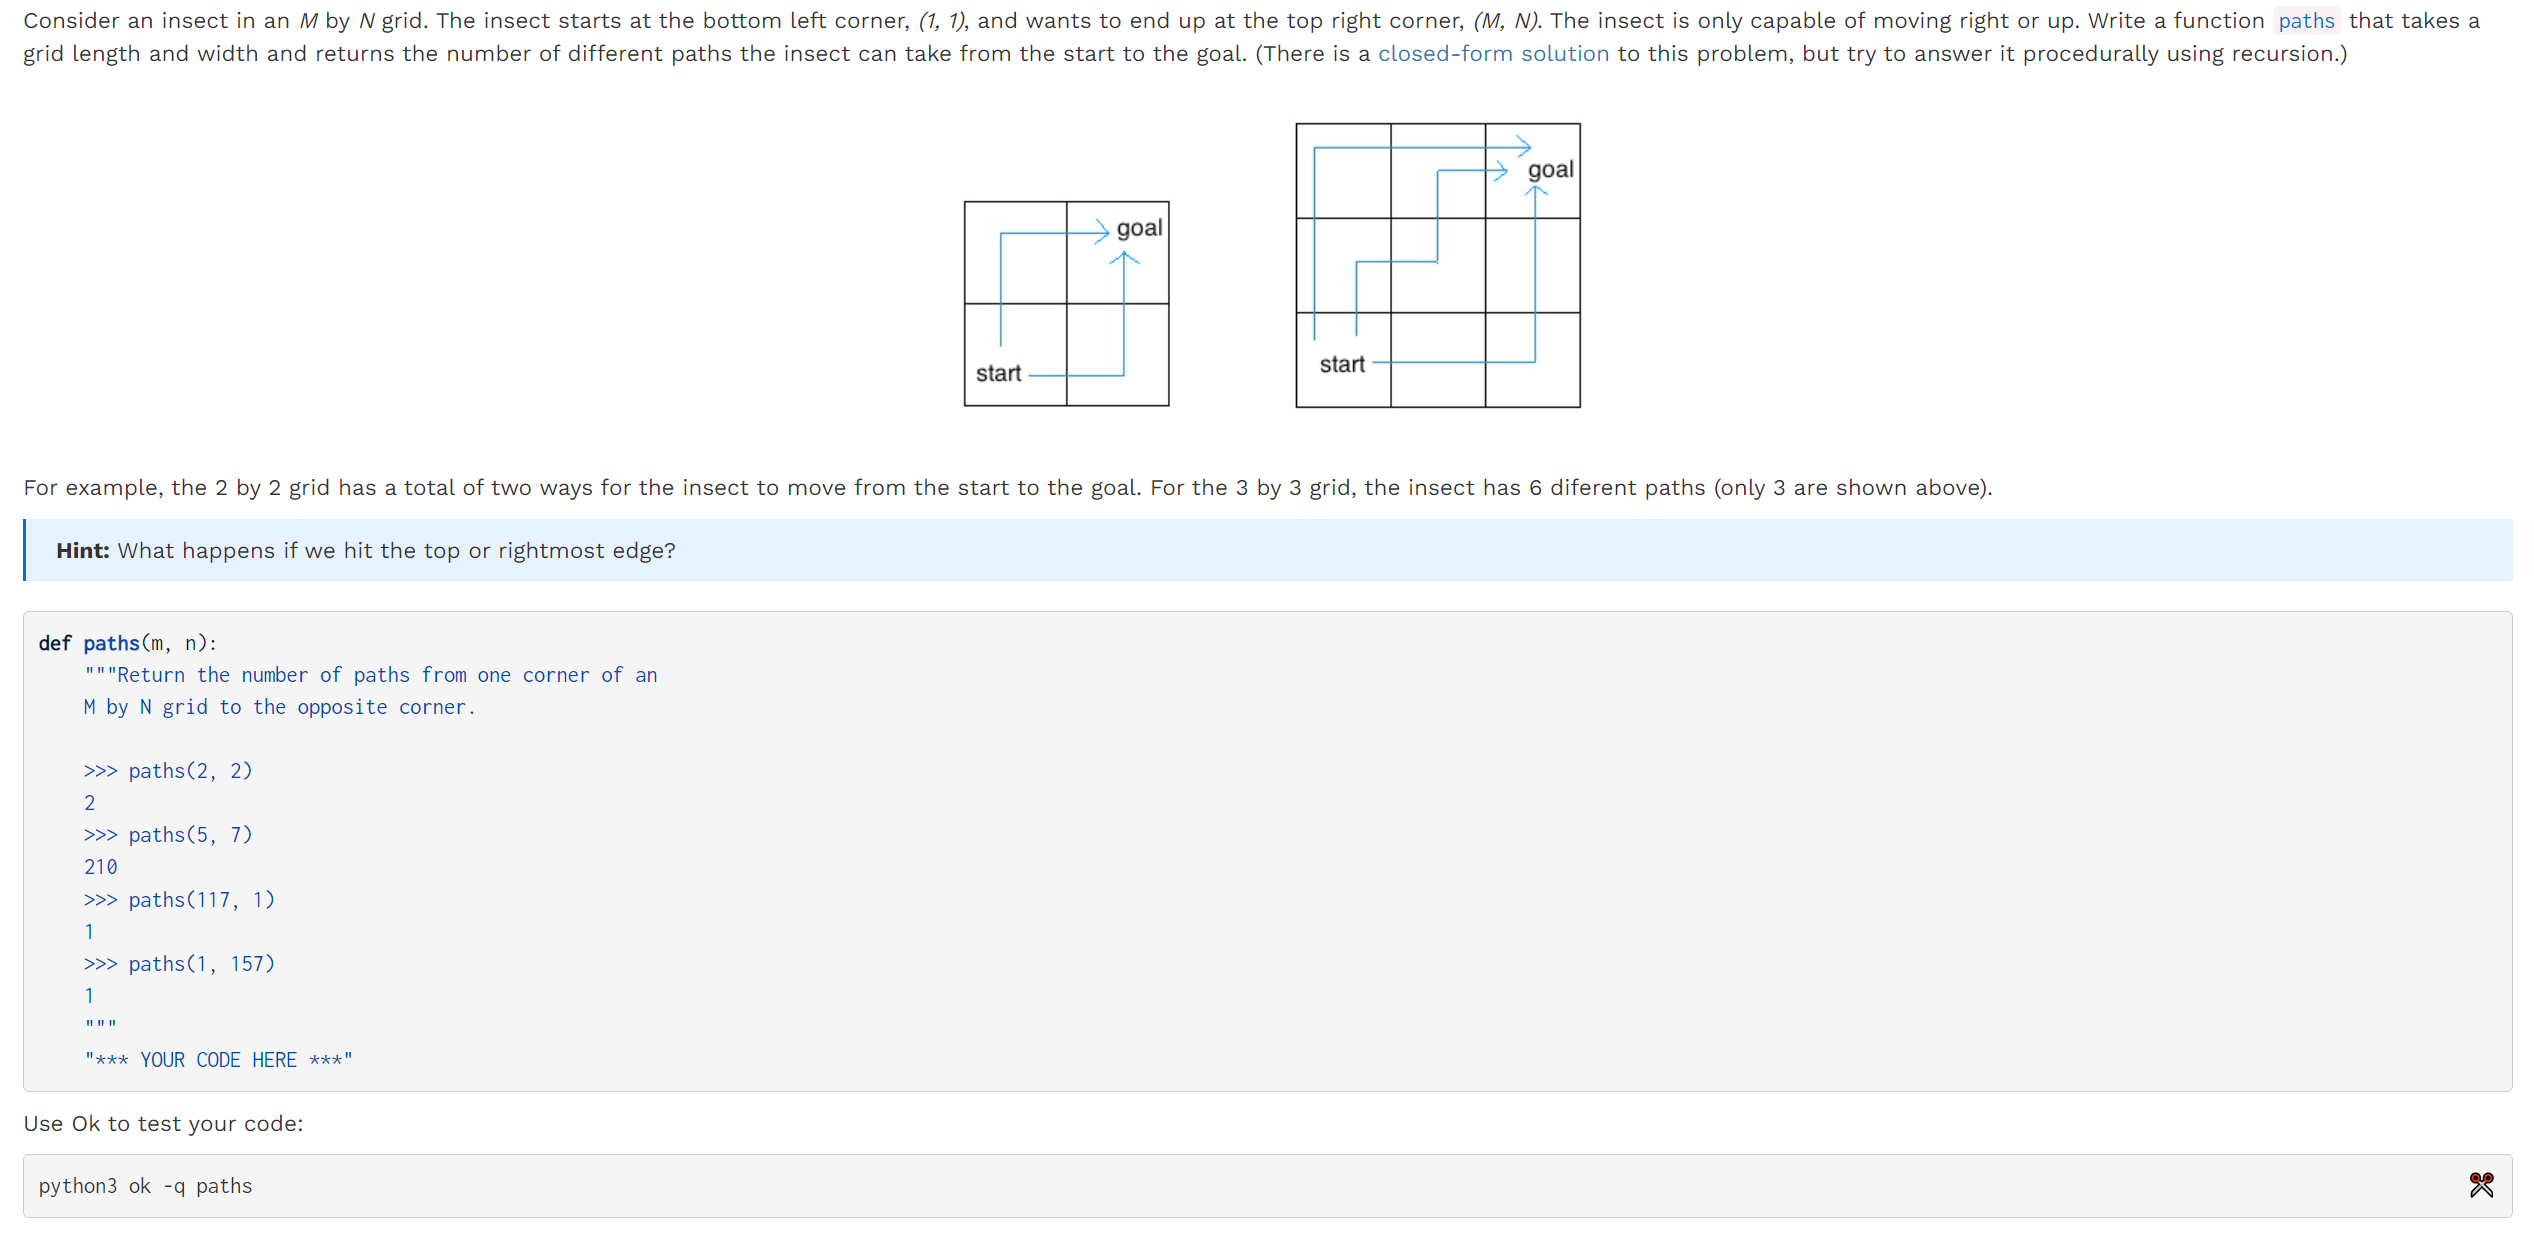 Consider an insect in an M by N grid. The insect starts at the bottom left corner, (1, 1), and wants to end up at the top right corner, (M, N). The insect is only capable of moving right or up. Write a function paths that takes a
grid length and width and returns the number of different paths the insect can take from the start to the goal. (There is a closed-form solution to this problem, but try to answer it procedurally using recursion.)
goal
start
goal
start
For example, the 2 by 2 grid has a total of two ways for the insect to move from the start to the goal. For the 3 by 3 grid, the insect has 6 diferent paths (only 3 are shown above).
Hint: What happens if we hit the top or rightmost edge?
def paths(m, n):
    """Return the number of paths from one corner of an
    M by N grid to the opposite corner.

    >>> paths(2, 2)
    2
    >>> paths(5, 7)
    210
    >>> paths(117, 1)
    1
    >>> paths(1, 157)
    1
    """
    "*** YOUR CODE HERE ***"
Use Ok to test your code:
python3 ok -q paths